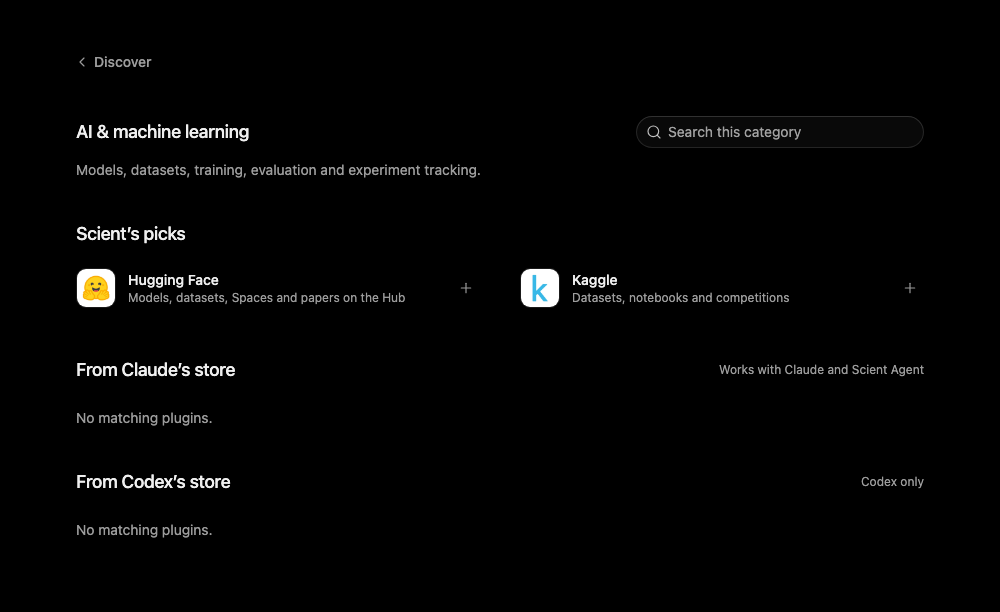 Discover
AI & machine learning
Search this category
Models, datasets, training, evaluation and experiment tracking.
Scient's picks
Hugging Face
Models, datasets, Spaces and papers on the Hub
k
Kaggle
Datasets, notebooks and competitions
From Claude's store
Works with Claude and Scient Agent
No matching plugins.
From Codex's store
Codex only
No matching plugins.